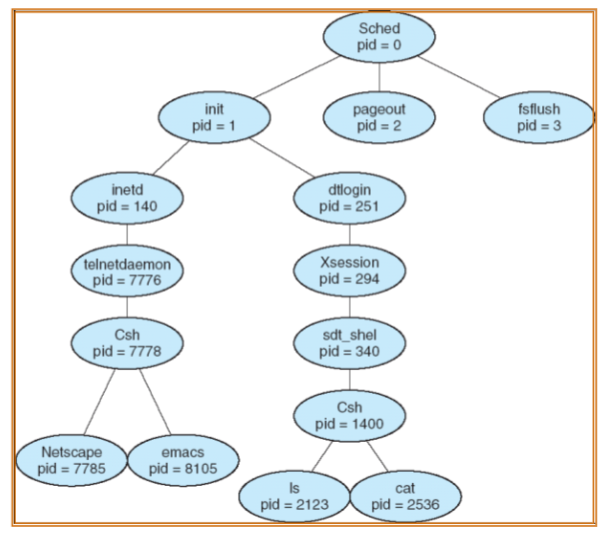 Sched
pid = 0
init
pid = 1
pageout
pid = 2
fsflush
pid = 3
inetd
pid = 140
dtlogin
pid = 251
telnetdaemon
pid = 7776
Xsession
pid = 294
Csh
pid = 7778
sdt_shel
pid = 340
Csh
pid = 1400
Netscape
pid = 7785
emacs
pid = 8105
ls
pid = 2123
cat
pid = 2536